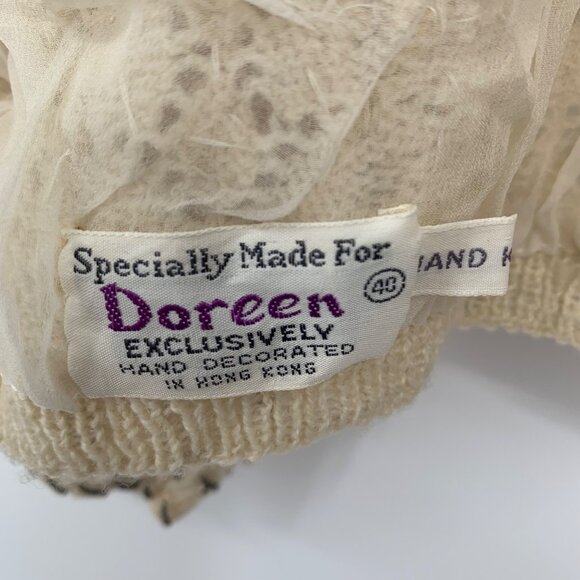 Specially Made For
Doreen 40
EXCLUSIVELY
HAND DECORATED
IN HONG KONG
HAND